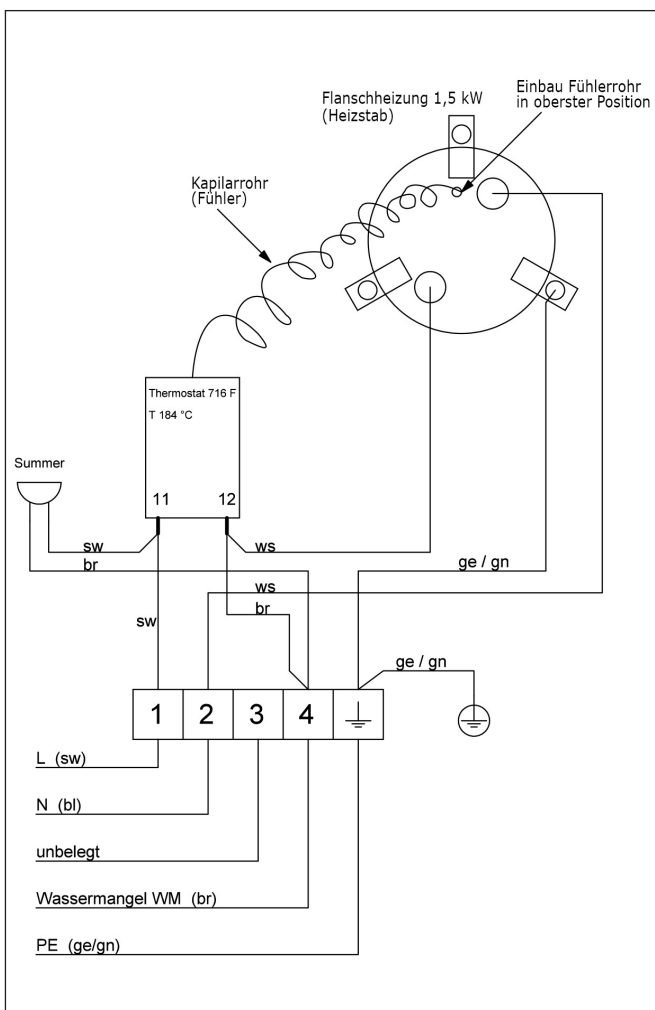 Flanschheizung 1,5 kW
(Heizstab)
Einbau Fühlerrohr
in oberster Position
Kapilarrohr
(Fühler)
Thermostat 716 F
T 184 °C
Summer
11
12
sw
ws
br
ge / gn
ws
br
sw
ge / gn
1
2
3
4
L (sw)
N (bl)
unbelegt
Wassermangel WM (br)
PE (ge/gn)